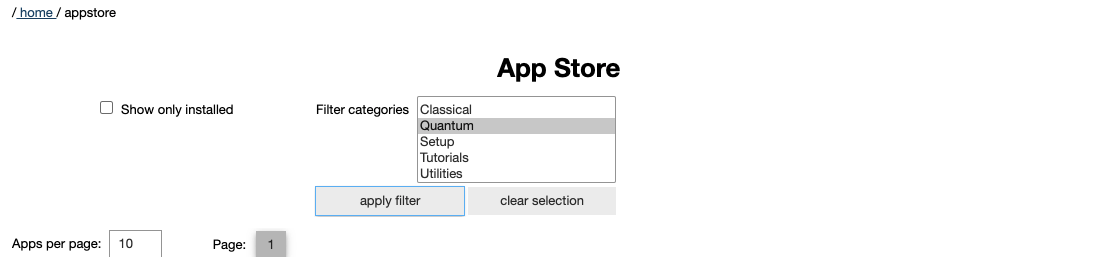 / home / appstore
App Store
Show only installed
Filter categories
Classical
Quantum
Setup
Tutorials
Utilities
apply filter clear selection
Apps per page: 10 Page: 1